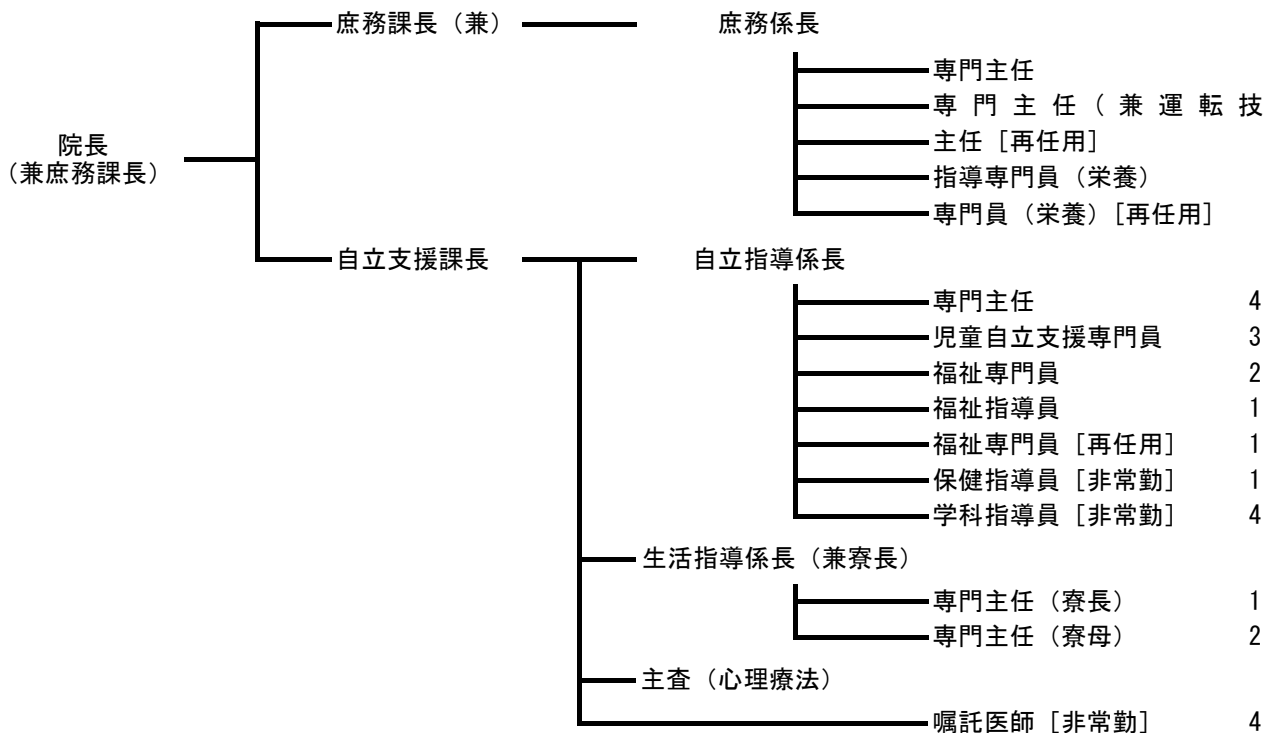 庶務課長（兼） 庶務係長
専門主任
専門主任(兼運転技
主任［再任用］
院長
（兼庶務課長）
指導専門員（栄養）
専門員（栄養）［再任用］
自立支援課長 自立指導係長
専門主任 4
児童自立支援専門員 3
福祉専門員 2
福祉指導員 1
福祉専門員［再任用］ 1
保健指導員［非常勤］ 1
学科指導員［非常勤］ 4
生活指導係長（兼寮長）
専門主任（寮長） 1
専門主任（寮母） 2
主査（心理療法）
嘱託医師［非常勤］ 4